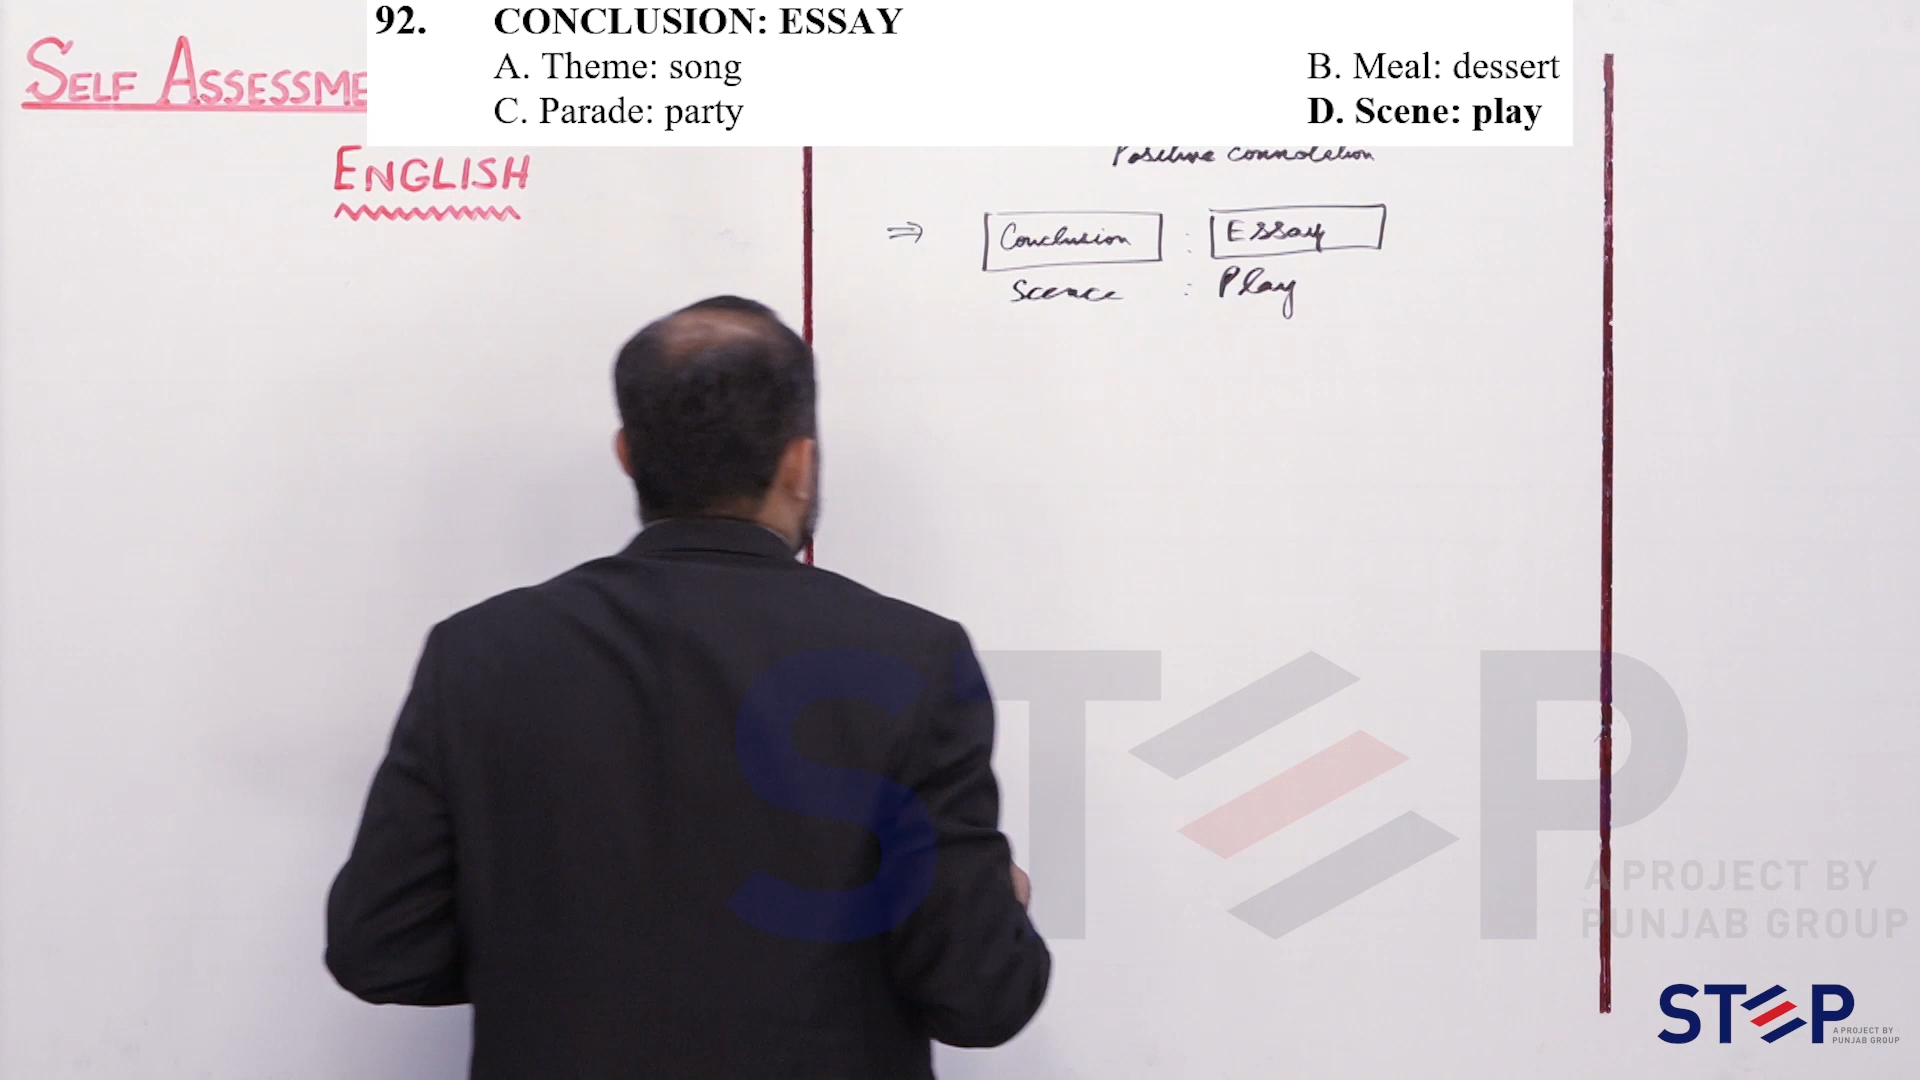 92. CONCLUSION: ESSAY
A. Theme: song
B. Meal: dessert
C. Parade: party
D. Scene: play
SELF ASSESSME
ENGLISH
Positive Connotation
⇒ Conclusion : Essay
: Play
STEP
A PROJECT BY
PUNJAB GROUP
STEP
A PROJECT BY
PUNJAB GROUP